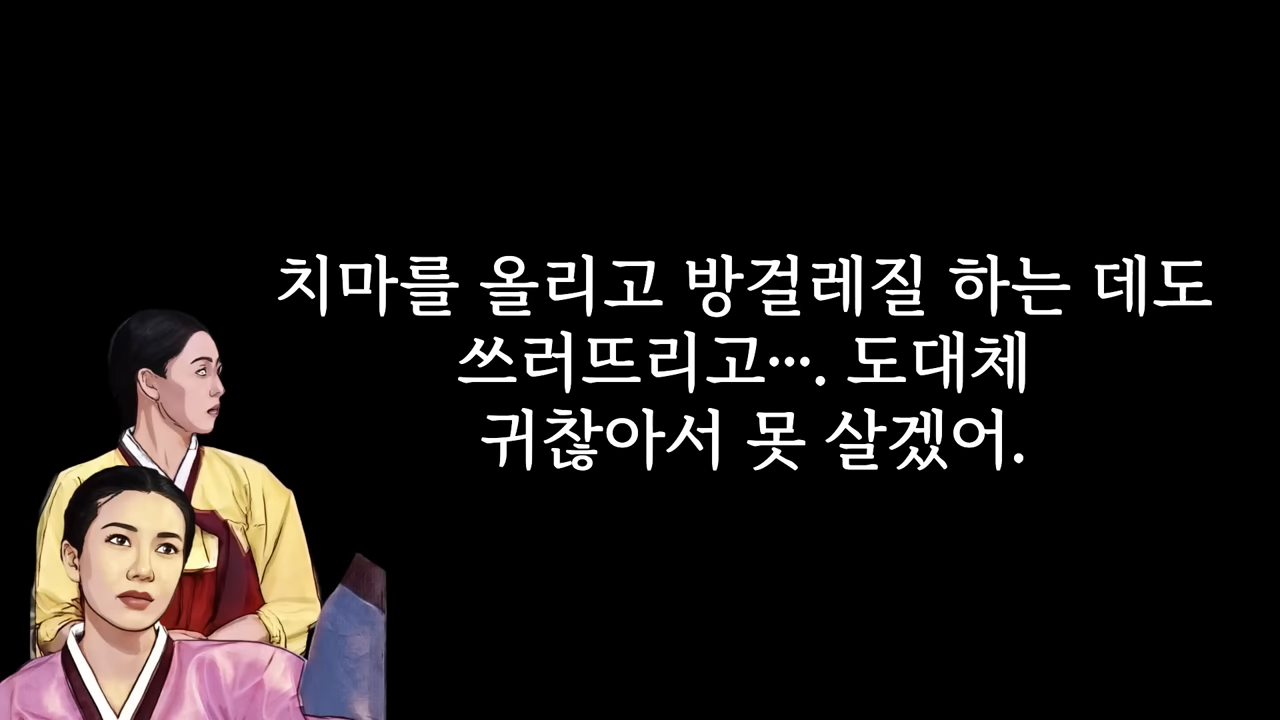 치마를 올리고 방걸레질 하는 데도
쓰러뜨리고···. 도대체
귀찮아서 못 살겠어.